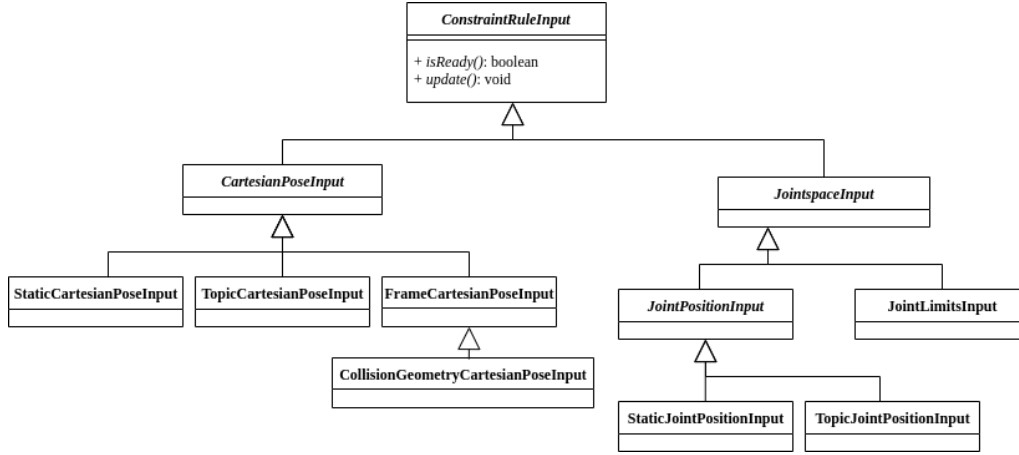 ConstraintRuleInput
+ isReady(): boolean
+ update(): void
CartesianPoseInput
JointspaceInput
StaticCartesianPoseInput
TopicCartesianPoseInput
FrameCartesianPoseInput
JointPositionInput
JointLimitsInput
CollisionGeometryCartesianPoseInput
StaticJointPositionInput
TopicJointPositionInput